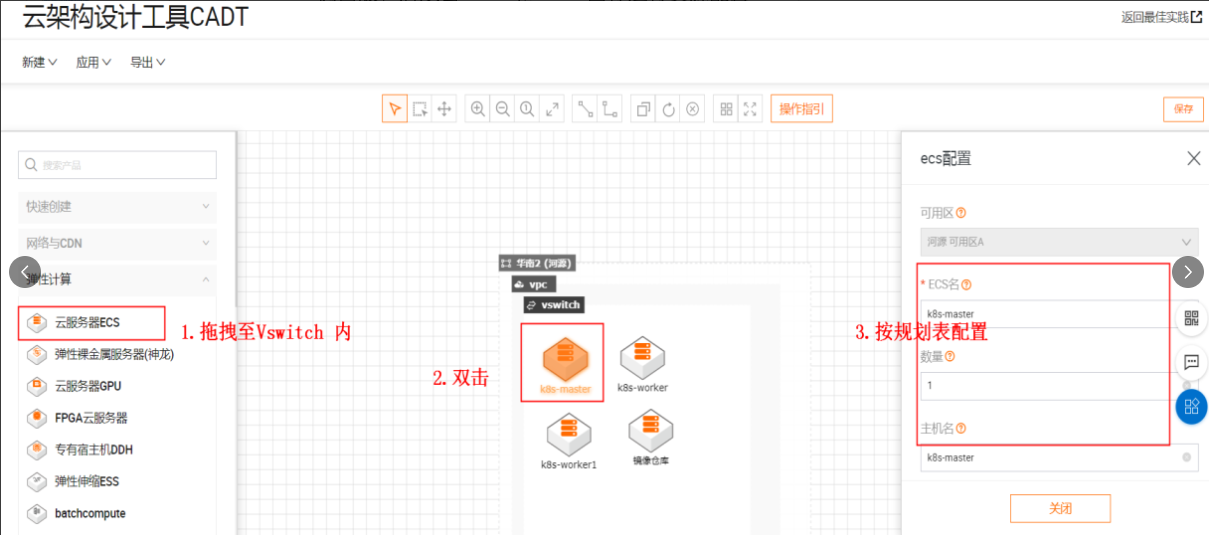 云架构设计工具CADT
返回最佳实践
新建 应用 导出
操作指引
保存
搜索产品
快速创建
网络与CDN
弹性计算
云服务器ECS
弹性裸金属服务器(神龙)
云服务器GPU
FPGA云服务器
专有宿主机DDH
弹性伸缩ESS
batchcompute
1.拖拽至Vswitch 内
华南2 (河源)
vpc
vswitch
2.双击
k8s-master
k8s-worker
k8s-worker1
镜像仓库
3.按规划表配置
ecs配置
可用区
河源 可用区A
* ECS名
k8s-master
数量
1
主机名
k8s-master
关闭